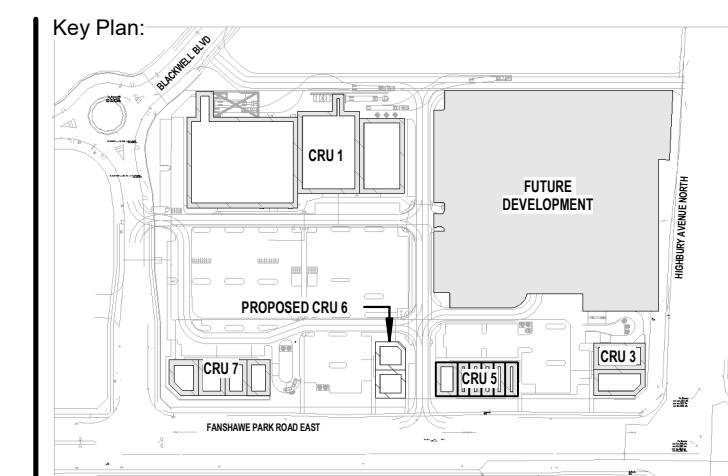 Key Plan:
BLACKWELL BLVD
CRU 1
FUTURE
DEVELOPMENT
HIGHBURY AVENUE NORTH
PROPOSED CRU 6
CRU 7
CRU 5
CRU 3
FANSHAWE PARK ROAD EAST